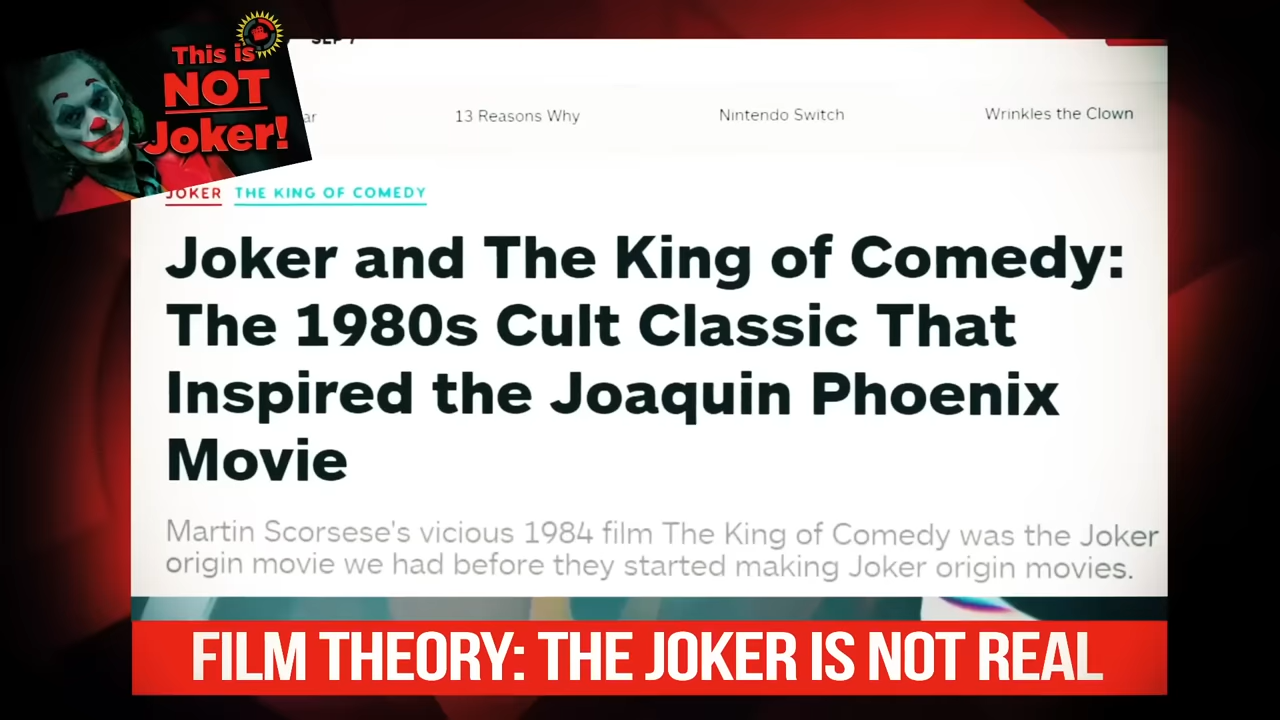 This is
NOT
Joker!
13 Reasons Why
Nintendo Switch
Wrinkles the Clown
JOKER
THE KING OF COMEDY
Joker and The King of Comedy:
The 1980s Cult Classic That
Inspired the Joaquin Phoenix
Movie
Martin Scorsese's vicious 1984 film The King of Comedy was the Joker
origin movie we had before they started making Joker origin movies.
FILM THEORY: THE JOKER IS NOT REAL